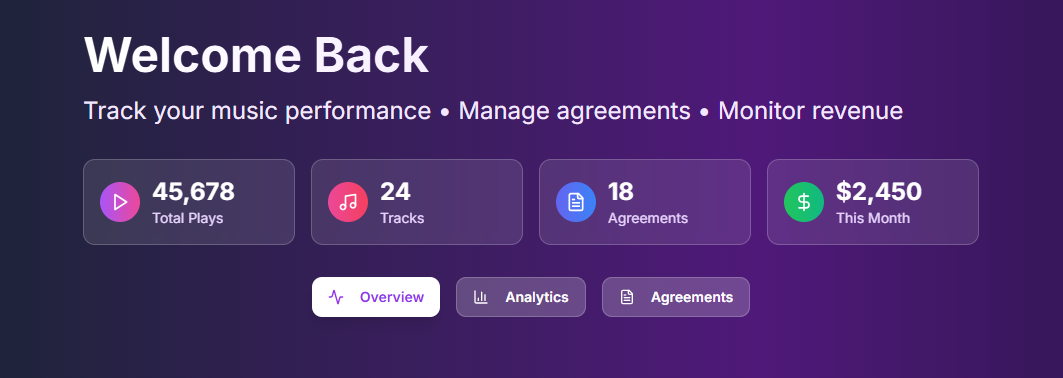 Welcome Back
Track your music performance • Manage agreements • Monitor revenue
45,678
Total Plays
24
Tracks
18
Agreements
$2,450
This Month
Overview
Analytics
Agreements